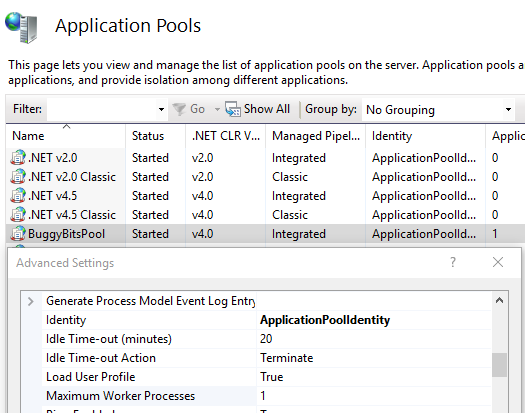 Application Pools
This page lets you view and manage the list of application pools on the server. Application pools a
applications, and provide isolation among different applications.
Filter: Go Show All Group by: No Grouping
Name Status .NET CLR V... Managed Pipel... Identity Applic
.NET v2.0 Started v2.0 Integrated ApplicationPoolId... 0
.NET v2.0 Classic Started v2.0 Classic ApplicationPoolId... 0
.NET v4.5 Started v4.0 Integrated ApplicationPoolId... 0
.NET v4.5 Classic Started v4.0 Classic ApplicationPoolId... 0
BuggyBitsPool Started v4.0 Integrated ApplicationPoolId... 1
Advanced Settings ?
Generate Process Model Event Log Entry
Identity ApplicationPoolIdentity
Idle Time-out (minutes) 20
Idle Time-out Action Terminate
Load User Profile True
Maximum Worker Processes 1